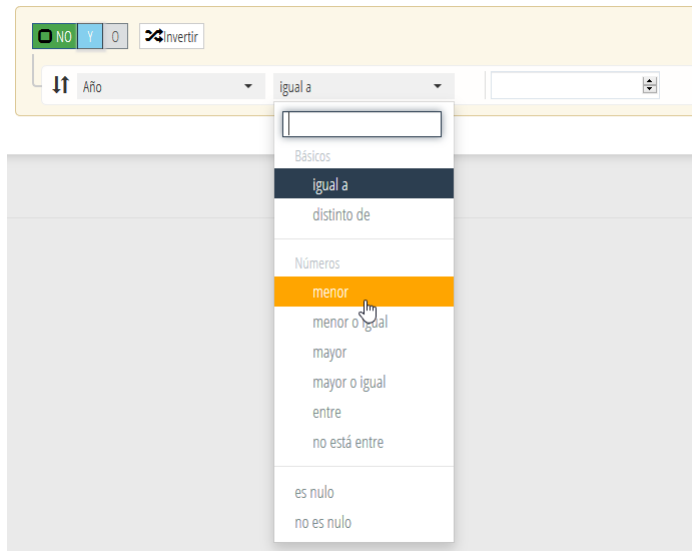 NO Y O Invertir
Año igual a
Básicos
igual a
distinto de
Números
menor
menor o igual
mayor
mayor o igual
entre
no está entre
es nulo
no es nulo